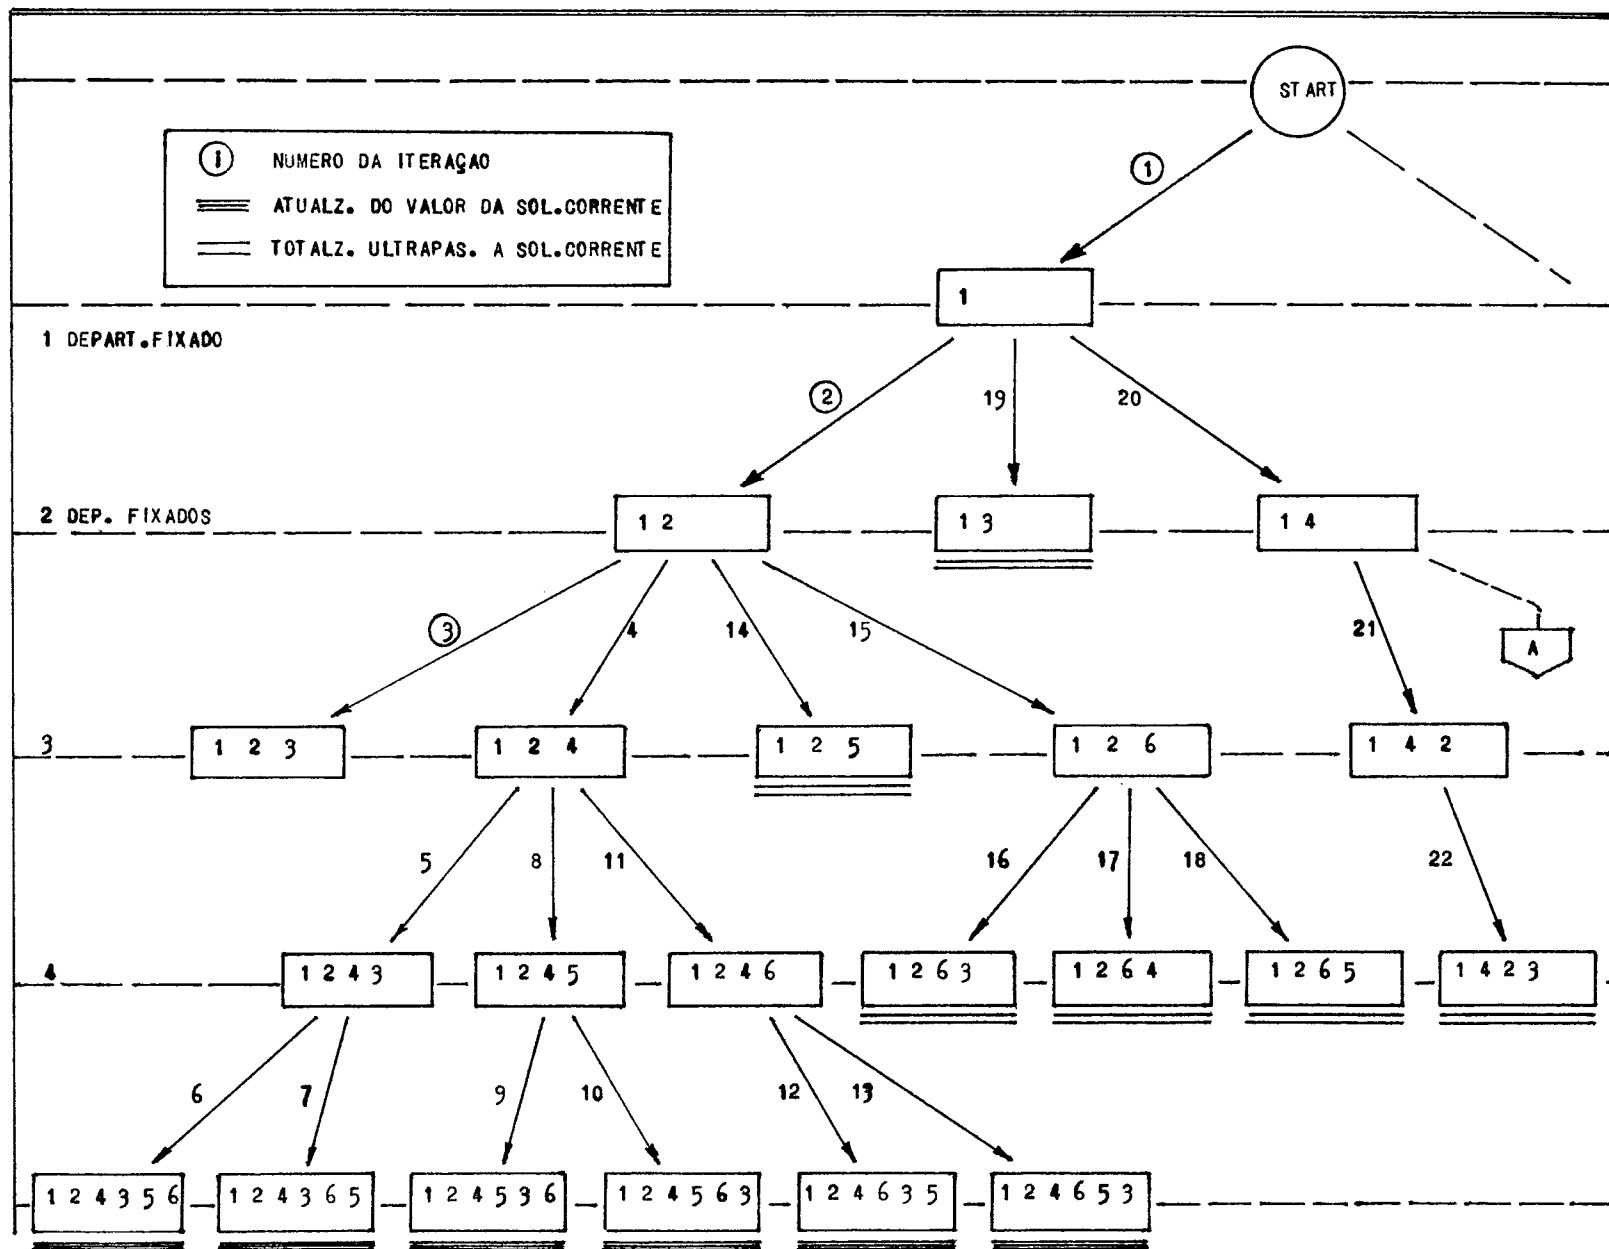 START
1
i NUMERO DA ITERAÇAO
ATUALZ. DO VALOR DA SOL.CORRENTE
TOTALZ. ULTRAPAS. A SOL.CORRENTE
1
1 DEPART.FIXADO
2 19 20
2 DEP. FIXADOS
1 2 1 3 1 4
3 4 14 15 21
A
3
1 2 3 1 2 4 1 2 5 1 2 6 1 4 2
5 8 11 16 17 18 22
4
1 2 4 3 1 2 4 5 1 2 4 6 1 2 6 3 1 2 6 4 1 2 6 5 1 4 2 3
6 7 9 10 12 13
1 2 4 3 5 6 1 2 4 3 6 5 1 2 4 5 3 6 1 2 4 5 6 3 1 2 4 6 3 5 1 2 4 6 5 3